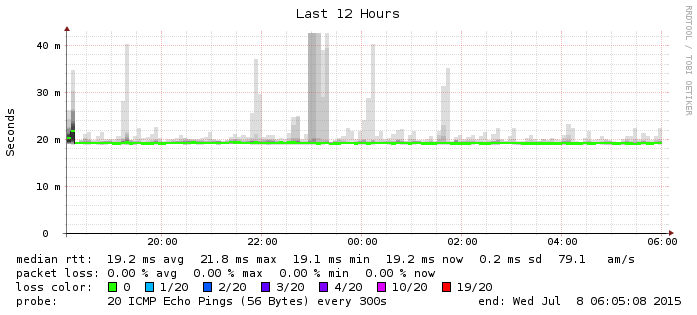 Last 12 Hours
RRDTOOL / TOBI OETIKER
Seconds
40 m
30 m
20 m
10 m
0
20:00 22:00 00:00 02:00 04:00 06:00
median rtt: 19.2 ms avg 21.8 ms max 19.1 ms min 19.2 ms now 0.2 ms sd 79.1 am/s
packet loss: 0.00 % avg 0.00 % max 0.00 % min 0.00 % now
loss color: 0 1/20 2/20 3/20 4/20 10/20 19/20
probe: 20 ICMP Echo Pings (56 Bytes) every 300s end: Wed Jul 8 06:05:08 2015